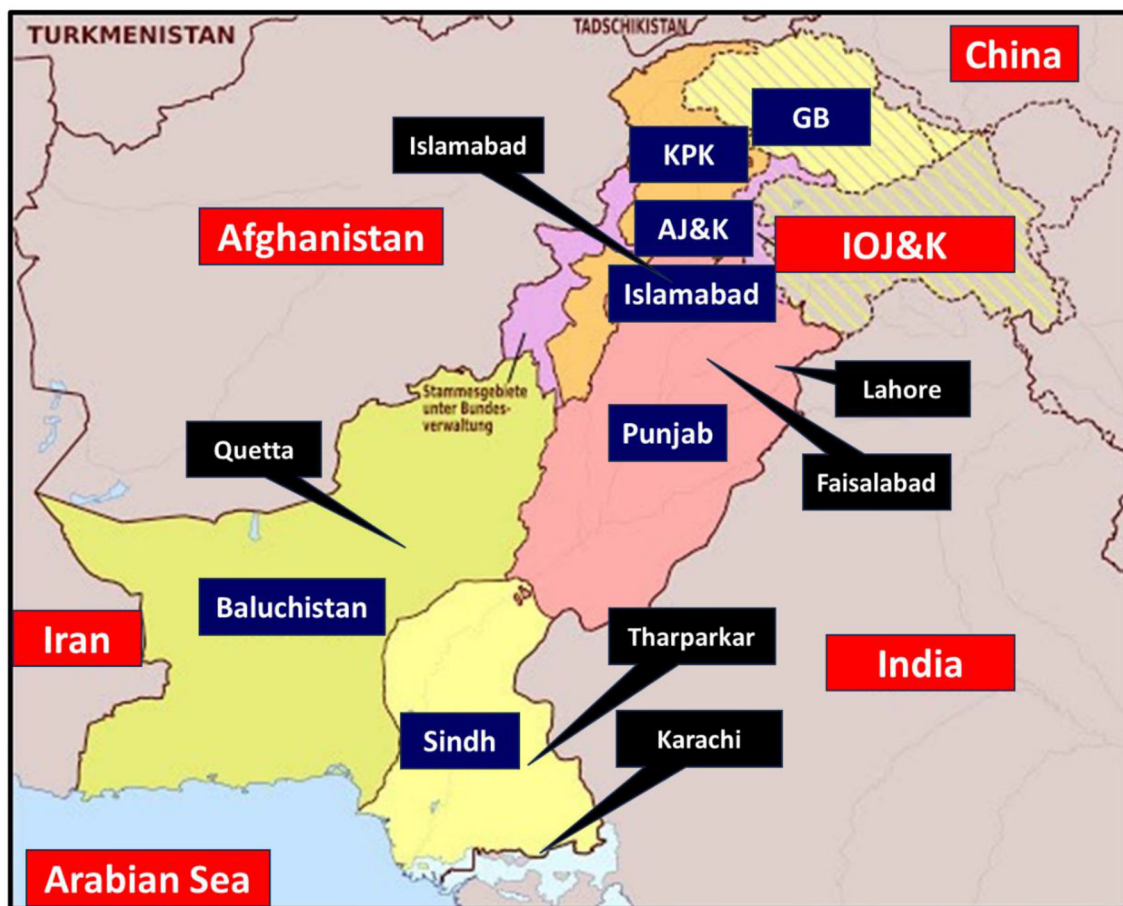 TURKMENISTAN
TADSCHIKISTAN
China
GB
Islamabad
KPK
Afghanistan
AJ&K
IOJ&K
Islamabad
Lahore
Stammesgebiete
unter Bundes-
verwaltung
Punjab
Quetta
Faisalabad
Baluchistan
Tharparkar
Iran
India
Sindh
Karachi
Arabian Sea